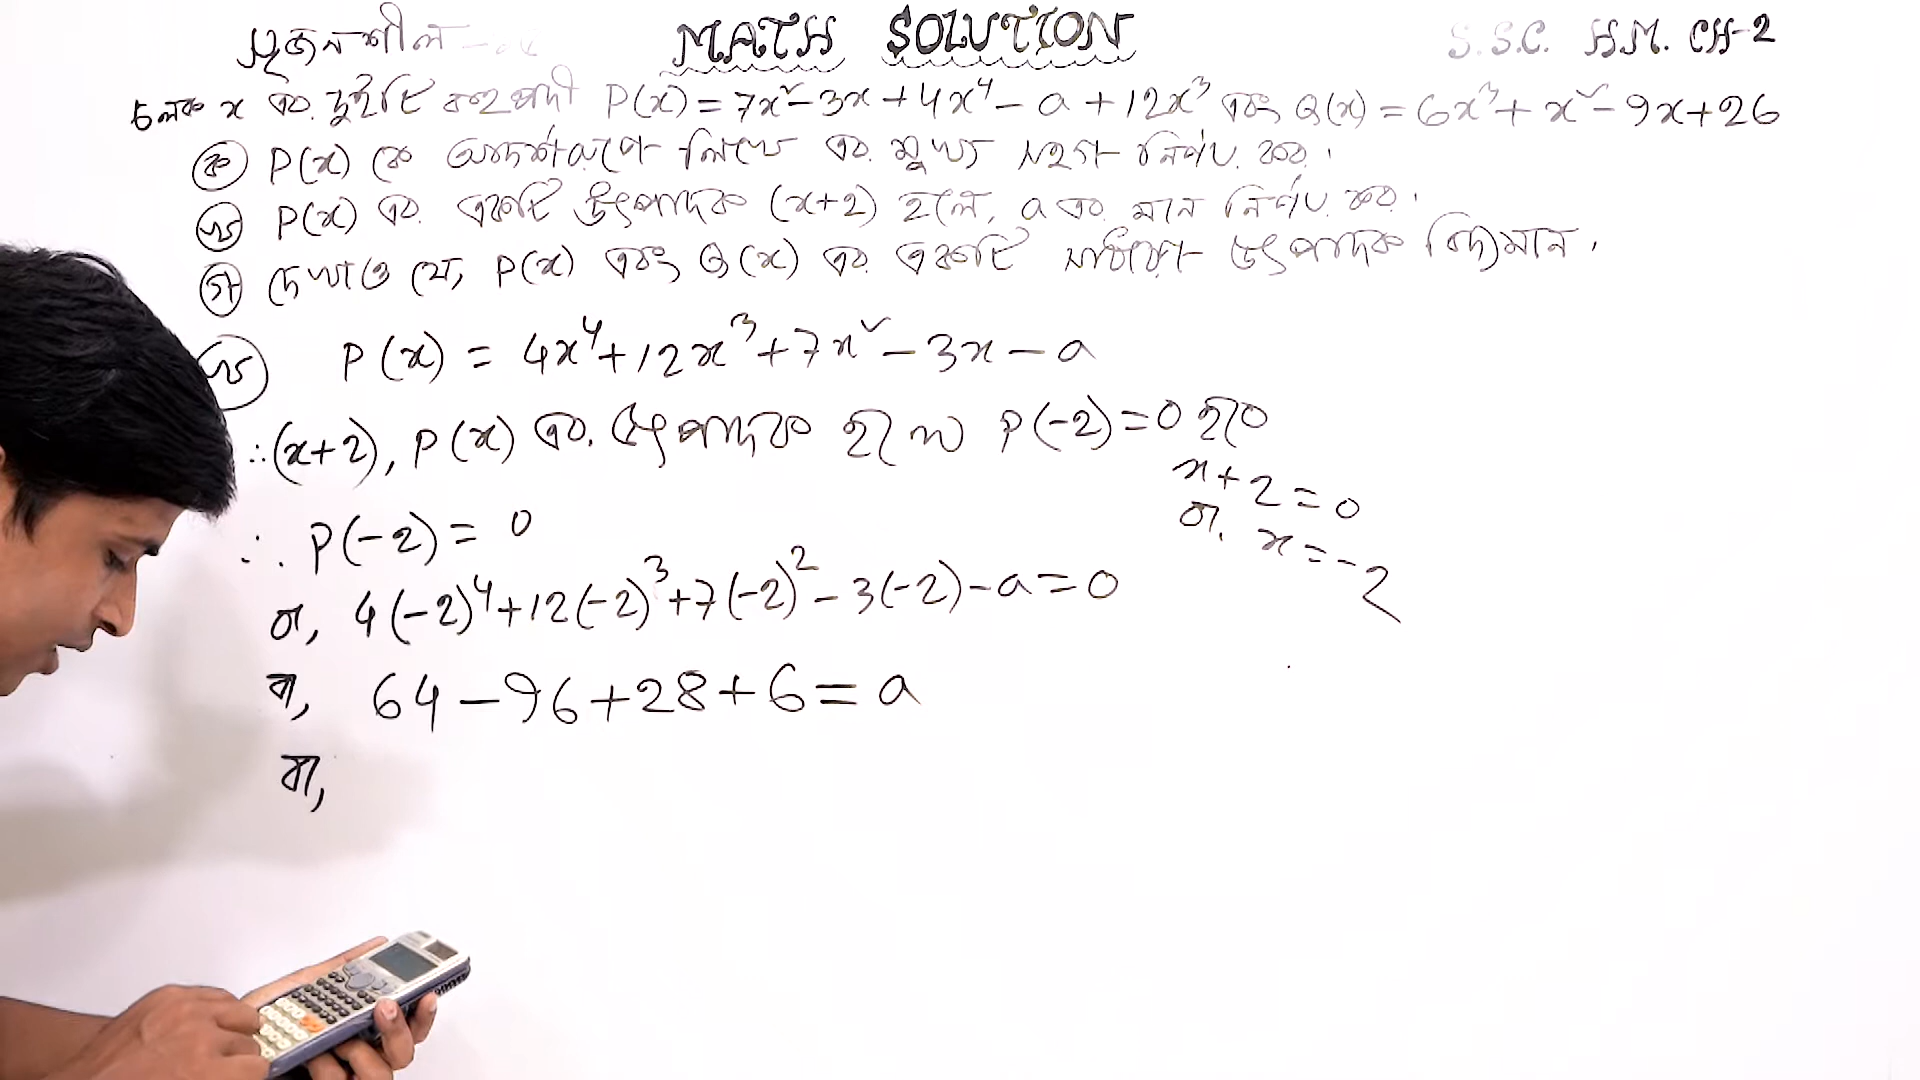 সৃজনশীল - MATH SOLUTION S.S.C. H.M. CH-2
চলক x এর দুইটি বহুপদী P(x) = 7x² - 3x + 4x⁴ - a + 12x³ এবং Q(x) = 6x³ + x² - 9x + 26
ক P(x) কে আদর্শরূপে লিখে এর মুখ্য সহগ নির্ণয় কর।
খ P(x) এর একটি উৎপাদক (x+2) হলে, a এর মান নির্ণয় কর।
গ দেখাও যে, P(x) এবং Q(x) এর একটি সাধারণ উৎপাদক বিদ্যমান।
খ P(x) = 4x⁴ + 12x³ + 7x² - 3x - a
∴ (x+2), P(x) এর উৎপাদক হলে P(-2) = 0 হবে
x + 2 = 0
বা, x = -2
∴ P(-2) = 0
বা, 4(-2)⁴ + 12(-2)³ + 7(-2)² - 3(-2) - a = 0
বা, 64 - 96 + 28 + 6 = a
বা,